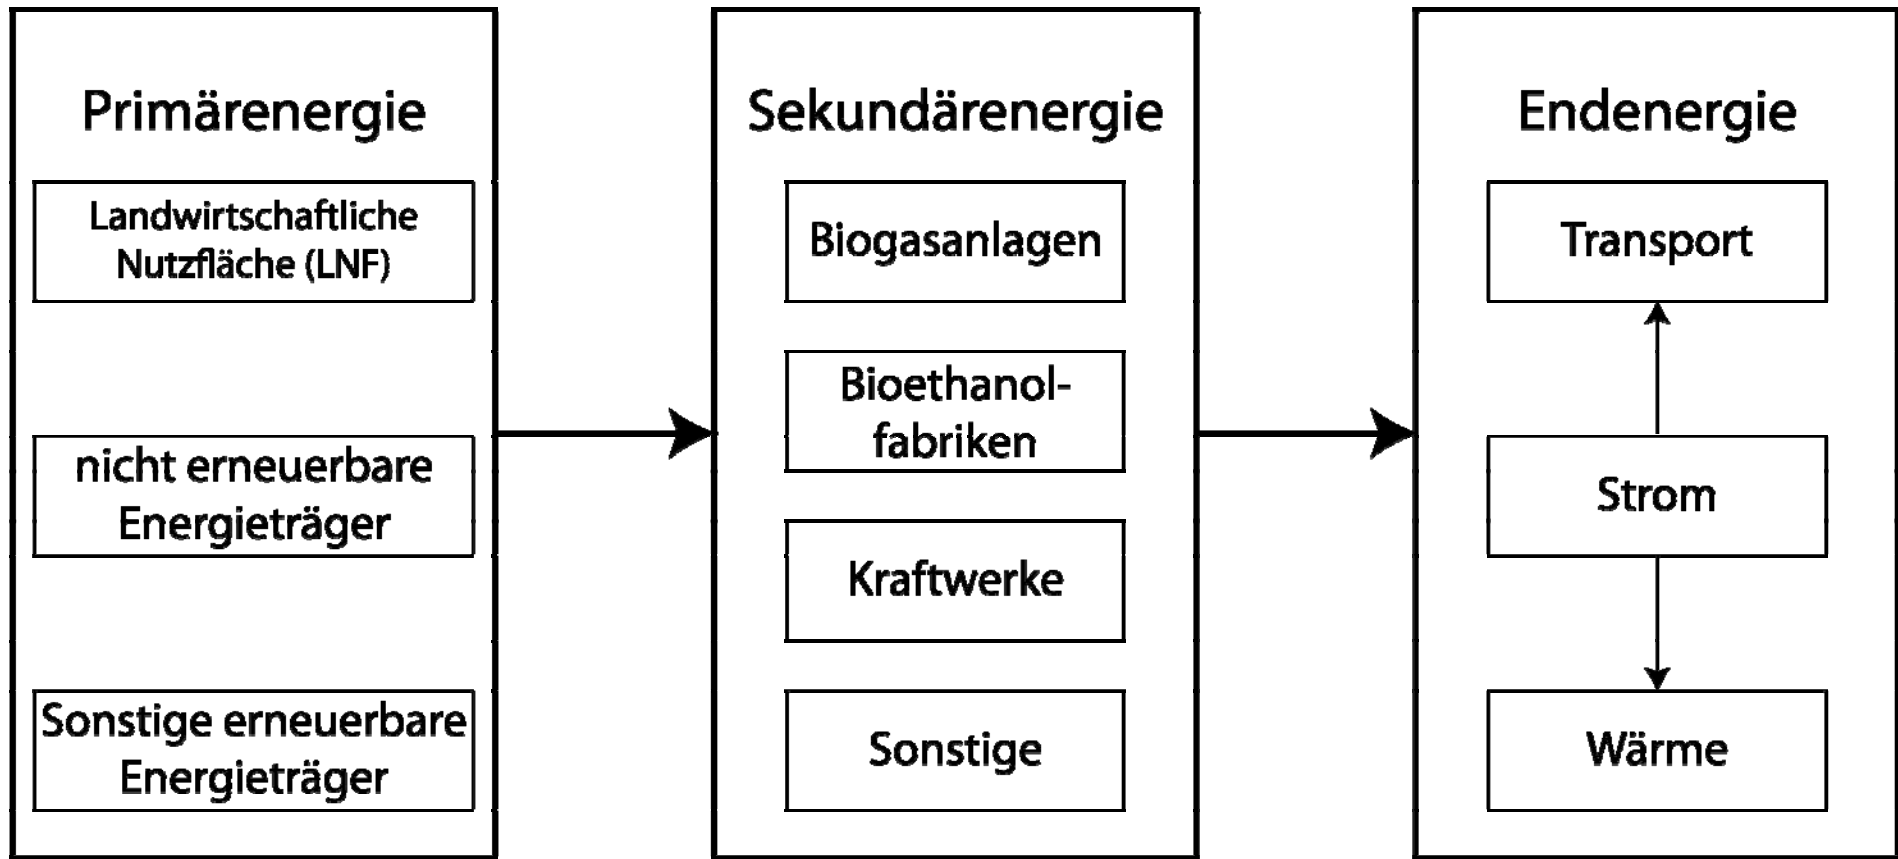 Primärenergie
Landwirtschaftliche
Nutzfläche (LNF)
nicht erneuerbare
Energieträger
Sonstige erneuerbare
Energieträger
Sekundärenergie
Biogasanlagen
Bioethanol-
fabriken
Kraftwerke
Sonstige
Endenergie
Transport
Strom
Wärme